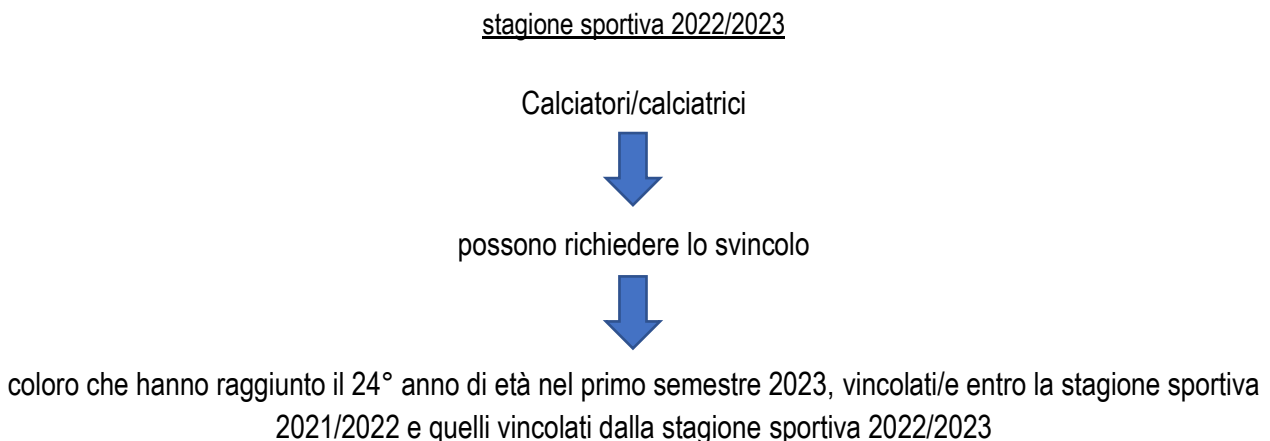 stagione sportiva 2022/2023
Calciatori/calciatrici
possono richiedere lo svincolo
coloro che hanno raggiunto il 24° anno di età nel primo semestre 2023, vincolati/e entro la stagione sportiva
2021/2022 e quelli vincolati dalla stagione sportiva 2022/2023